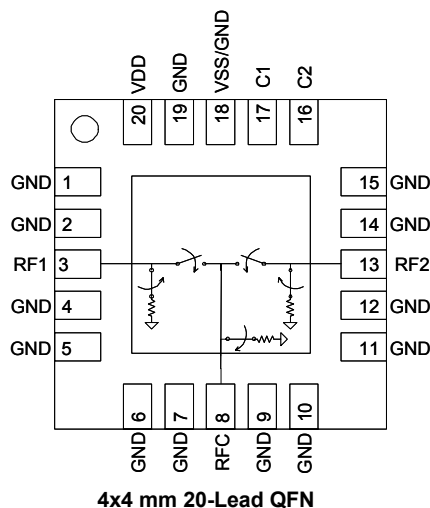 VDD
GND
VSS/GND
C1
C2
20
19
18
17
16
GND 1
15 GND
GND 2
14 GND
RF1 3
13 RF2
GND 4
12 GND
GND 5
11 GND
6
7
8
9
10
GND
GND
RFC
GND
GND
4x4 mm 20-Lead QFN